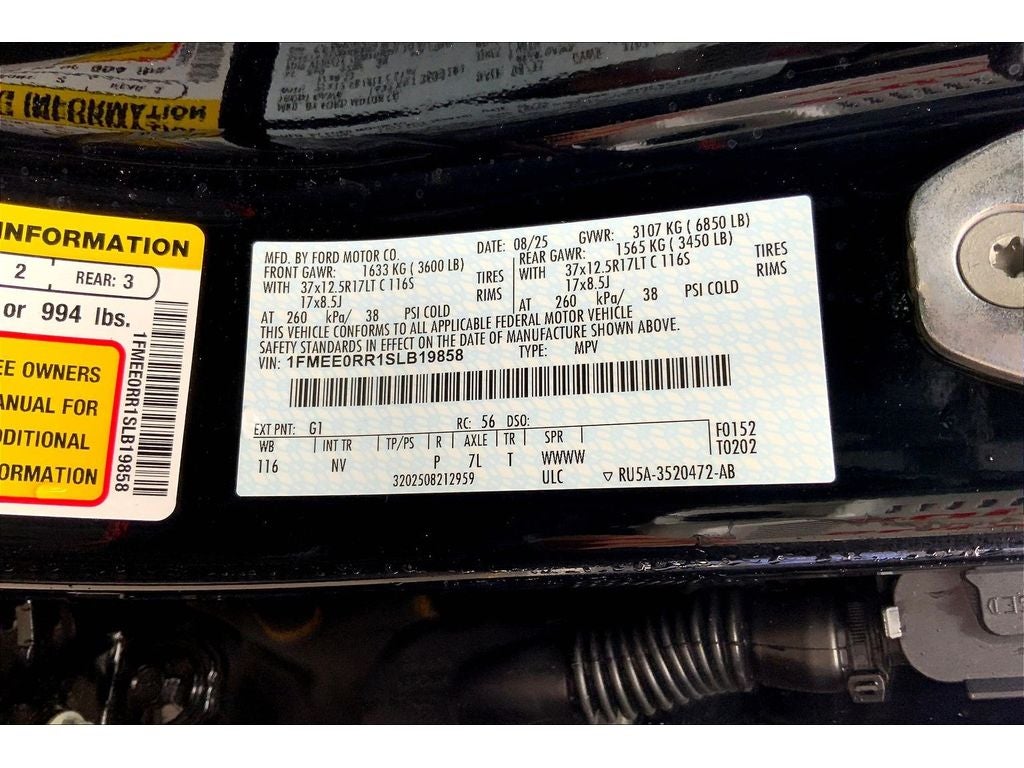 INFORMATION
2 REAR: 3
or 994 lbs.
EE OWNERS
ANUAL FOR
DDITIONAL
ORMATION
1FMEE0RR1SLB19858
MFD. BY FORD MOTOR CO. DATE: 08/25 GVWR: 3107 KG ( 6850 LB)
FRONT GAWR: 1633 KG ( 3600 LB) REAR GAWR: 1565 KG ( 3450 LB)
WITH 37x12.5R17LT C 116S TIRES WITH 37x12.5R17LT C 116S TIRES
17x8.5J RIMS 17x8.5J RIMS
AT 260 kPa/ 38 PSI COLD AT 260 kPa/ 38 PSI COLD
THIS VEHICLE CONFORMS TO ALL APPLICABLE FEDERAL MOTOR VEHICLE
SAFETY STANDARDS IN EFFECT ON THE DATE OF MANUFACTURE SHOWN ABOVE.
VIN: 1FMEE0RR1SLB19858 TYPE: MPV
EXT PNT: G1 RC: 56 DSO:
WB INT TR TP/PS R AXLE TR SPR F0152
116 NV P 7L T WWWW T0202
3202508212959 ULC ▽ RU5A-3520472-AB